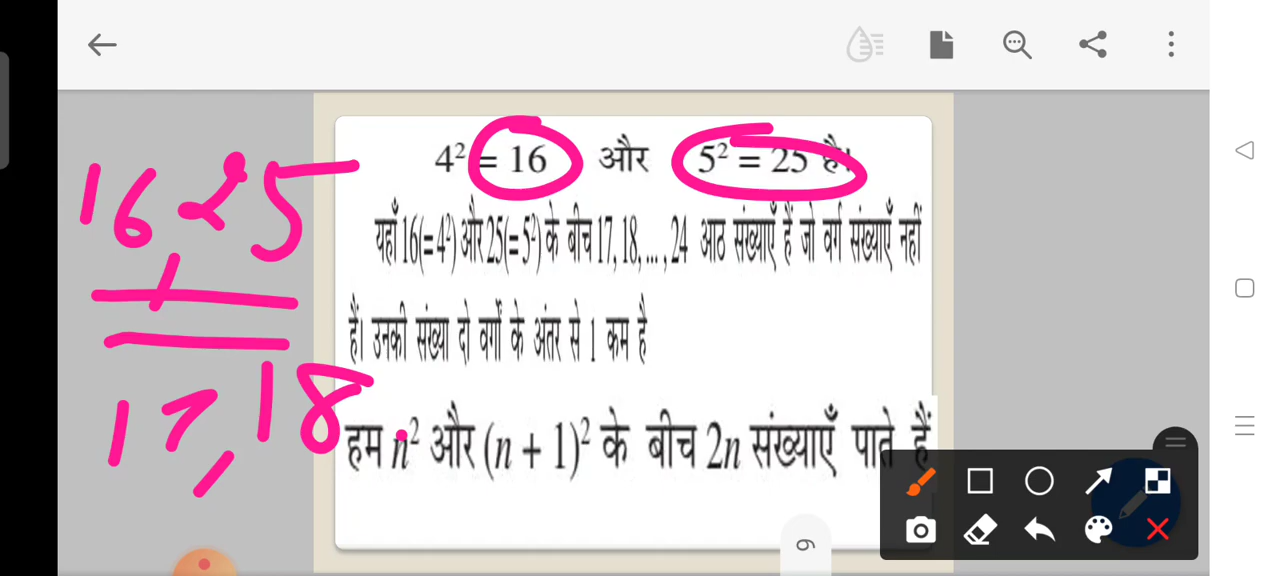 4² = 16 और 5² = 25 है।
यहाँ 16(=4²) और 25(=5²) के बीच 17, 18, ... , 24 आठ संख्याएँ हैं जो वर्ग संख्याएँ नहीं
हैं। उनकी संख्या दो वर्गों के अंतर से 1 कम है
हम n² और (n + 1)² के बीच 2n संख्याएँ पाते हैं
16, 25
17, 18
6